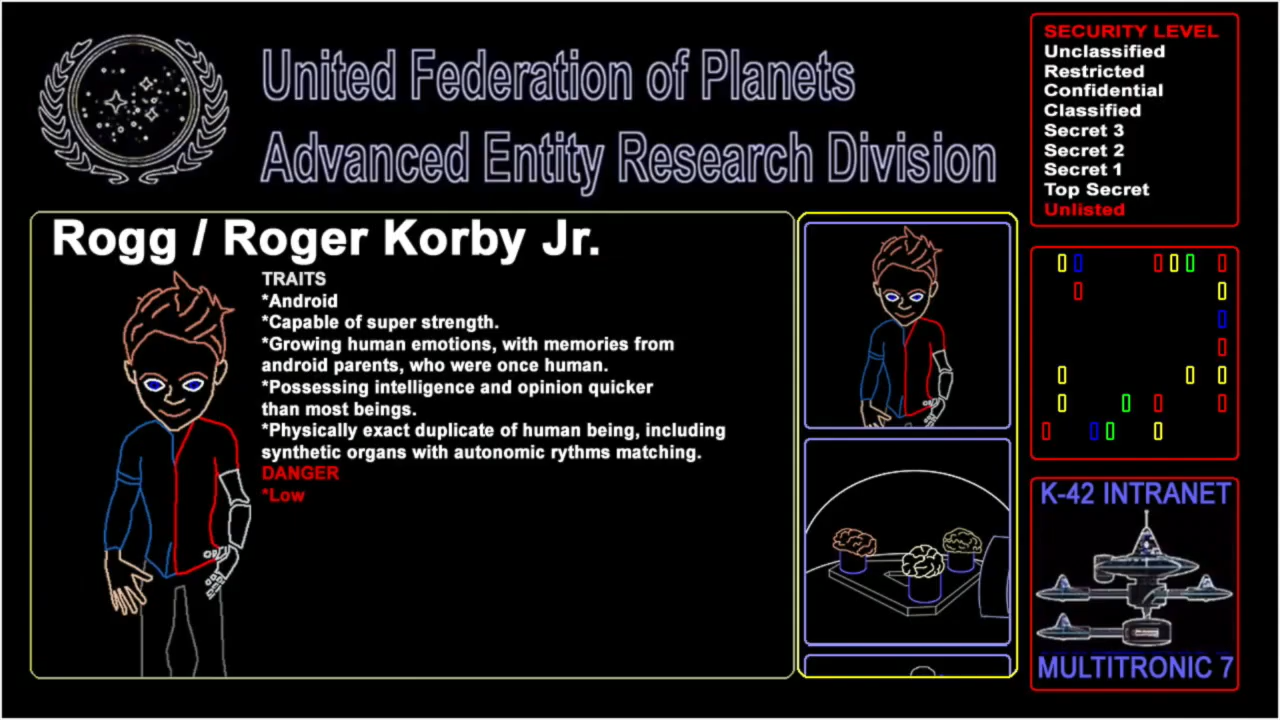 United Federation of Planets
Advanced Entity Research Division
Rogg / Roger Korby Jr.
TRAITS
*Android
*Capable of super strength.
*Growing human emotions, with memories from
android parents, who were once human.
*Possessing intelligence and opinion quicker
than most beings.
*Physically exact duplicate of human being, including
synthetic organs with autonomic rythms matching.
DANGER
*Low
SECURITY LEVEL
Unclassified
Restricted
Confidential
Classified
Secret 3
Secret 2
Secret 1
Top Secret
Unlisted
K-42 INTRANET
MULTITRONIC 7